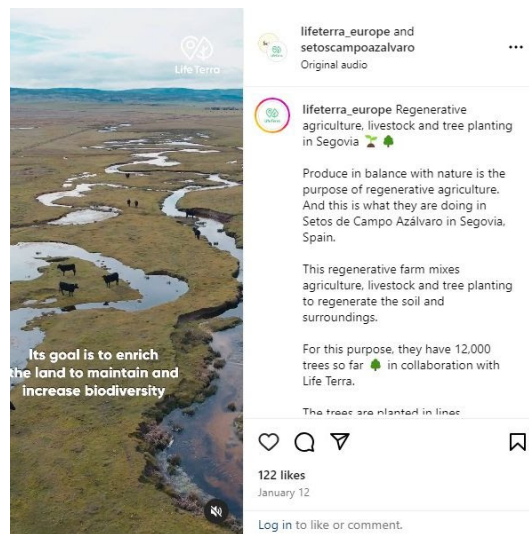 Life Terra
Its goal is to enrich
the land to maintain and
increase biodiversity
lifeterra_europe and
setoscampoazalvaro
Original audio
lifeterra_europe Regenerative
agriculture, livestock and tree planting
in Segovia 🌱 🌳
Produce in balance with nature is the
purpose of regenerative agriculture.
And this is what they are doing in
Setos de Campo Azálvaro in Segovia,
Spain.
This regenerative farm mixes
agriculture, livestock and tree planting
to regenerate the soil and
surroundings.
For this purpose, they have 12,000
trees so far 🌳 in collaboration with
Life Terra.
The trees are planted in lines
122 likes
January 12
Log in to like or comment.